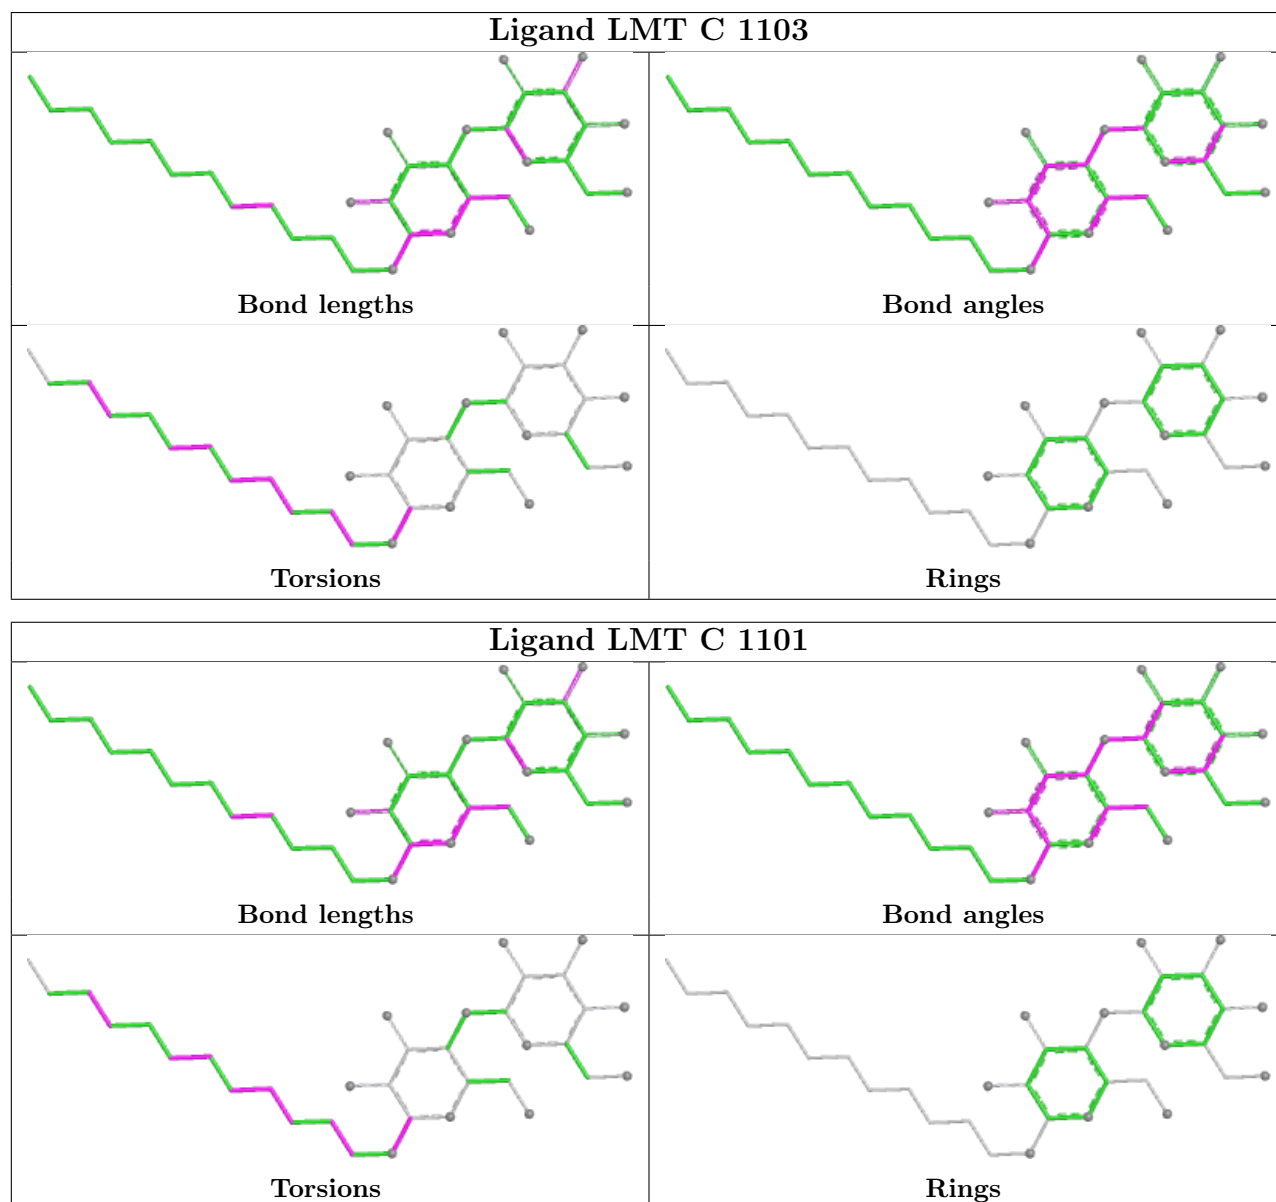 Ligand LMT C 1103
Bond lengths
Bond angles
Torsions
Rings
Ligand LMT C 1101
Bond lengths
Bond angles
Torsions
Rings